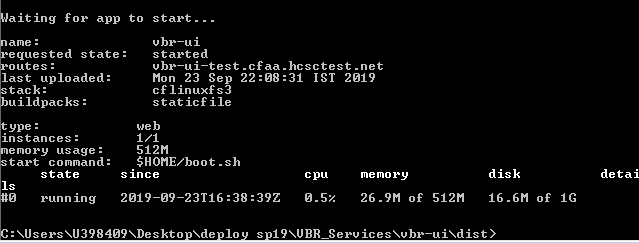 Waiting for app to start...
name: vbr-ui
requested state: started
routes: vbr-ui-test.cfaa.hcsctest.net
last uploaded: Mon 23 Sep 22:08:31 IST 2019
stack: cflinuxfs3
buildpacks: staticfile
type: web
instances: 1/1
memory usage: 512M
start command: $HOME/boot.sh
state since cpu memory disk detai
ls
#0 running 2019-09-23T16:38:39Z 0.5% 26.9M of 512M 16.6M of 1G
C:\Users\U398409\Desktop\deploy sp19\VBR_Services\vbr-ui\dist>